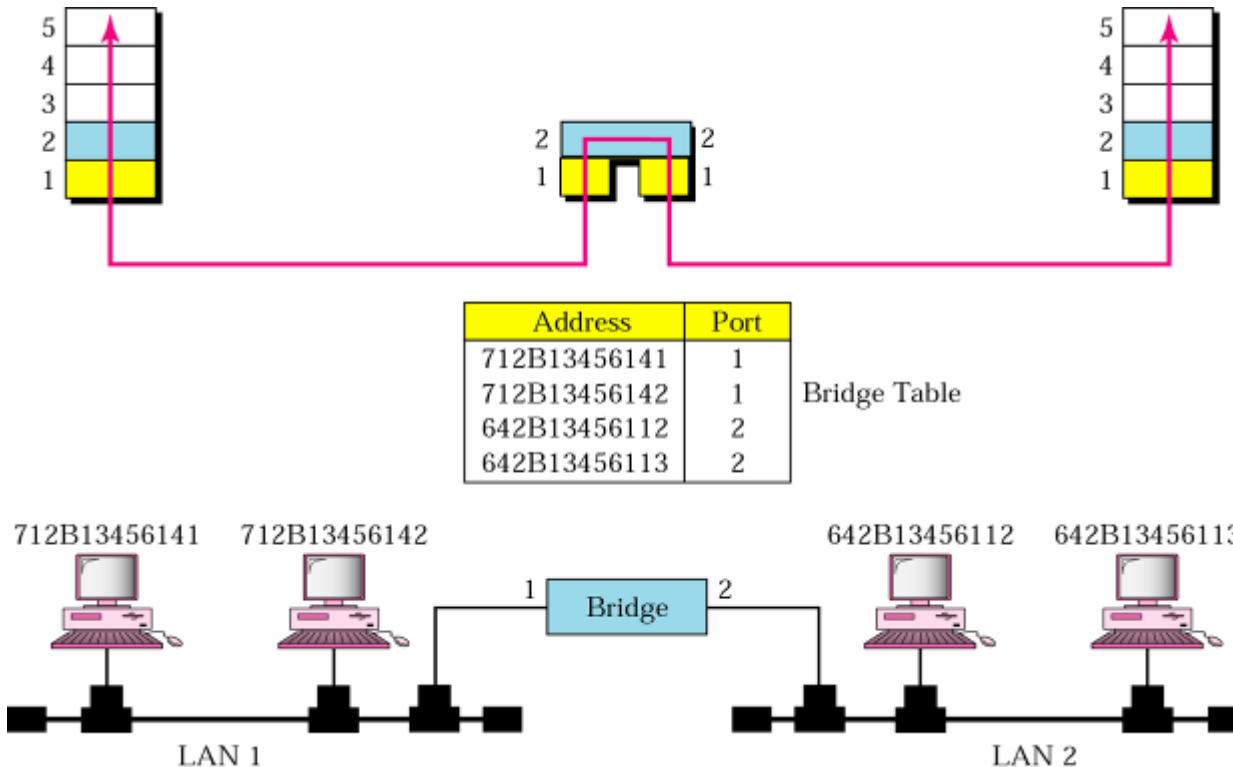 5 5
4 4
3 3
2 2 2 2
1 1 1 1
Address Port
712B13456141 1
712B13456142 1
642B13456112 2
642B13456113 2
Bridge Table
712B13456141 712B13456142 642B13456112 642B13456113
1 Bridge 2
LAN 1 LAN 2